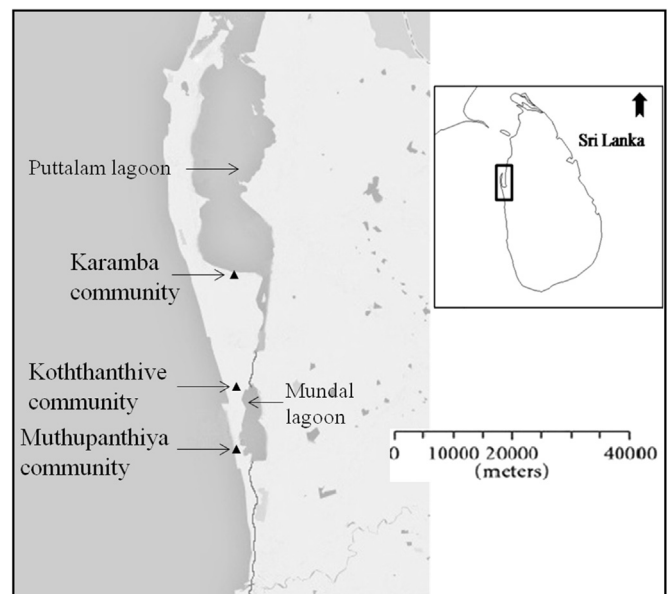 Sri Lanka
Puttalam lagoon
Karamba
community
Koththanthive
community
Mundal
lagoon
Muthupanthiya
community
0 10000 20000 40000
(meters)